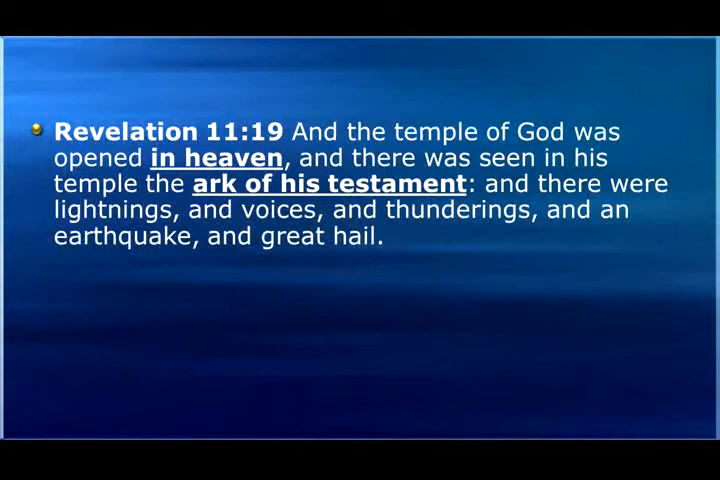 Revelation 11:19 And the temple of God was
opened in heaven, and there was seen in his
temple the ark of his testament: and there were
lightnings, and voices, and thunderings, and an
earthquake, and great hail.